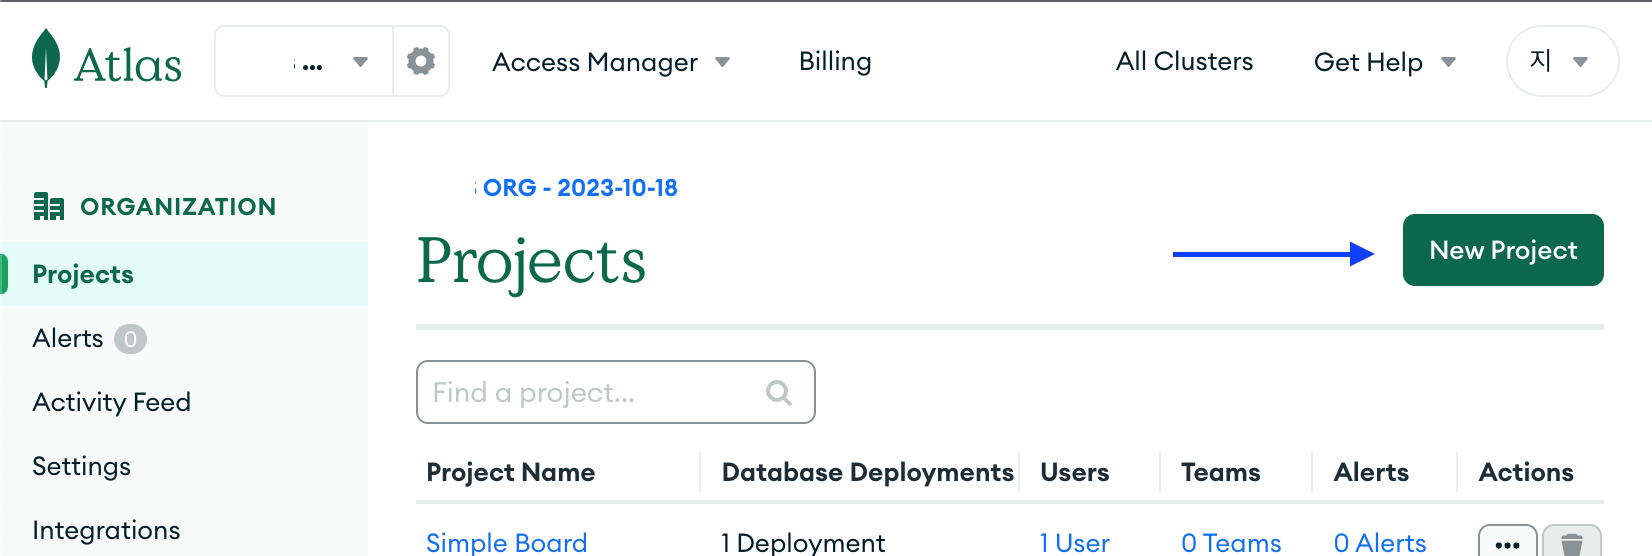 Atlas ... Access Manager Billing All Clusters Get Help 지
ORGANIZATION
Projects
Alerts 0
Activity Feed
Settings
Integrations
ORG - 2023-10-18
Projects
New Project
Find a project...
Project Name Database Deployments Users Teams Alerts Actions
Simple Board 1 Deployment 1 User 0 Teams 0 Alerts ...